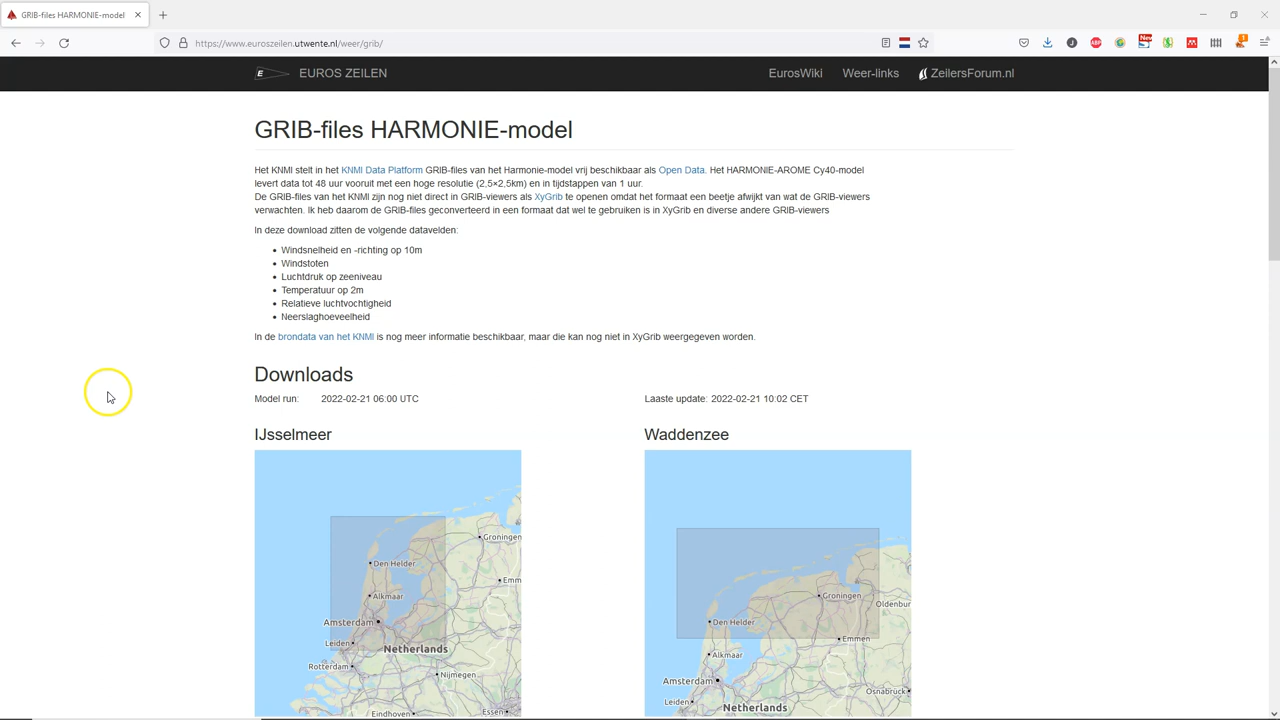 GRIB-files HARMONIE-model
https://www.euroszeilen.utwente.nl/weer/grib/
ABP
New
1
E EUROS ZEILEN EurosWiki Weer-links ZeilersForum.nl
GRIB-files HARMONIE-model
Het KNMI stelt in het KNMI Data Platform GRIB-files van het Harmonie-model vrij beschikbaar als Open Data. Het HARMONIE-AROME Cy40-model
levert data tot 48 uur vooruit met een hoge resolutie (2,5×2,5km) en in tijdstappen van 1 uur.
De GRIB-files van het KNMI zijn nog niet direct in GRIB-viewers als XyGrib te openen omdat het formaat een beetje afwijkt van wat de GRIB-viewers
verwachten. Ik heb daarom de GRIB-files geconverteerd in een formaat dat wel te gebruiken is in XyGrib en diverse andere GRIB-viewers
In deze download zitten de volgende datavelden:
• Windsnelheid en -richting op 10m
• Windstoten
• Luchtdruk op zeeniveau
• Temperatuur op 2m
• Relatieve luchtvochtigheid
• Neerslaghoeveelheid
In de brondata van het KNMI is nog meer informatie beschikbaar, maar die kan nog niet in XyGrib weergegeven worden.
Downloads
Model run: 2022-02-21 06:00 UTC
Laaste update: 2022-02-21 10:02 CET
IJsselmeer
Groningen
Den Helder
Emm
Alkmaar
Amsterdam
Leiden
Netherlands
Rotterdam
Nijmegen
Eindhoven
Essen
Waddenzee
Groningen
Oldenbur
Den Helder
Emmen
Alkmaar
Amsterdam
Osnabrück
Leiden
Netherlands